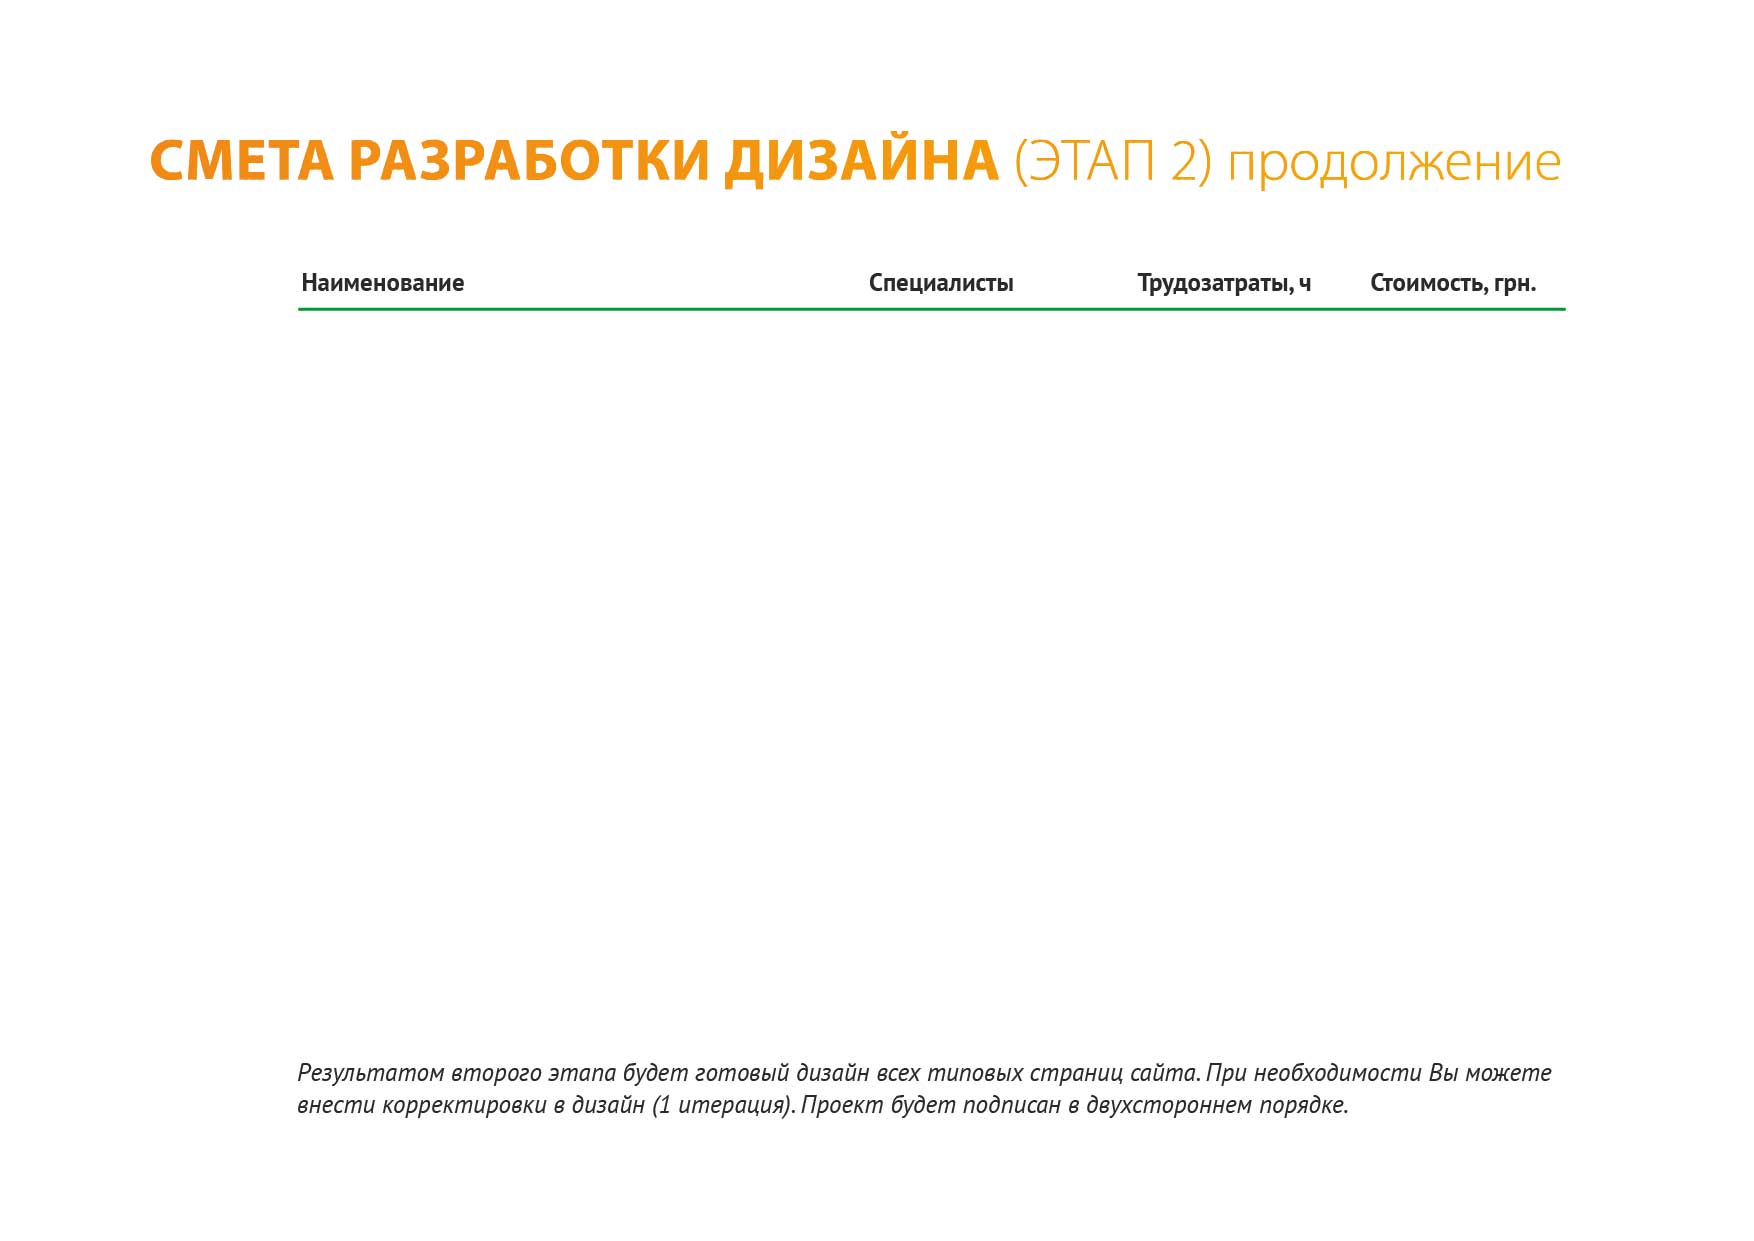 СМЕТА РАЗРАБОТКИ ДИЗАЙНА (ЭТАП 2) продолжение
Наименование Специалисты Трудозатраты, ч Стоимость, грн.
Результатом второго этапа будет готовый дизайн всех типовых страниц сайта. При необходимости Вы можете
внести корректировки в дизайн (1 итерация). Проект будет подписан в двухстороннем порядке.